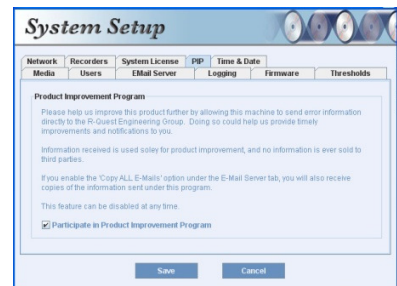 System Setup
Network Recorders System License PIP Time & Date
Media Users EMail Server Logging Firmware Thresholds
Product Improvement Program
Please help us improve this product further by allowing this machine to send error information
directly to the R-Quest Engineering Group. Doing so could help us provide timely
improvements and notifications to you.
Information received is used soley for product improvement, and no information is ever sold to
third parties.
If you enable the 'Copy ALL E-Mails' option under the E-Mail Server tab, you will also receive
copies of the information sent under this program.
This feature can be disabled at any time.
Participate in Product Improvement Program
Save Cancel